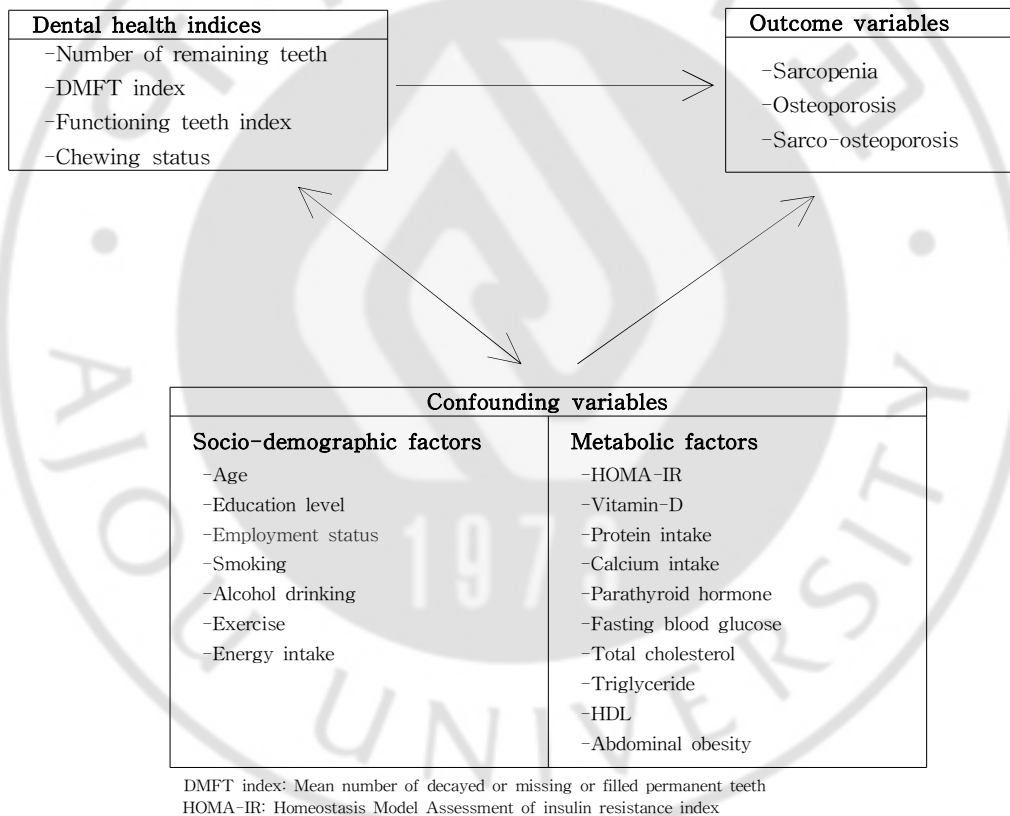 Dental health indices
-Number of remaining teeth
-DMFT index
-Functioning teeth index
-Chewing status
Outcome variables
-Sarcopenia
-Osteoporosis
-Sarco-osteoporosis
Confounding variables
Socio-demographic factors
-Age
-Education level
-Employment status
-Smoking
-Alcohol drinking
-Exercise
-Energy intake
Metabolic factors
-HOMA-IR
-Vitamin-D
-Protein intake
-Calcium intake
-Parathyroid hormone
-Fasting blood glucose
-Total cholesterol
-Triglyceride
-HDL
-Abdominal obesity
DMFT index: Mean number of decayed or missing or filled permanent teeth
HOMA-IR: Homeostasis Model Assessment of insulin resistance index
AJOU UNIVERSITY
1973